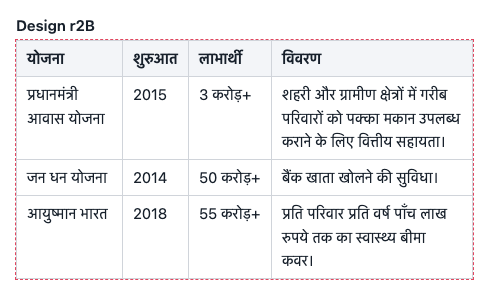 Design r2B
योजना शुरुआत लाभार्थी विवरण
प्रधानमंत्री आवास योजना 2015 3 करोड़+ शहरी और ग्रामीण क्षेत्रों में गरीब परिवारों को पक्का मकान उपलब्ध कराने के लिए वित्तीय सहायता।
जन धन योजना 2014 50 करोड़+ बैंक खाता खोलने की सुविधा।
आयुष्मान भारत 2018 55 करोड़+ प्रति परिवार प्रति वर्ष पाँच लाख रुपये तक का स्वास्थ्य बीमा कवर।